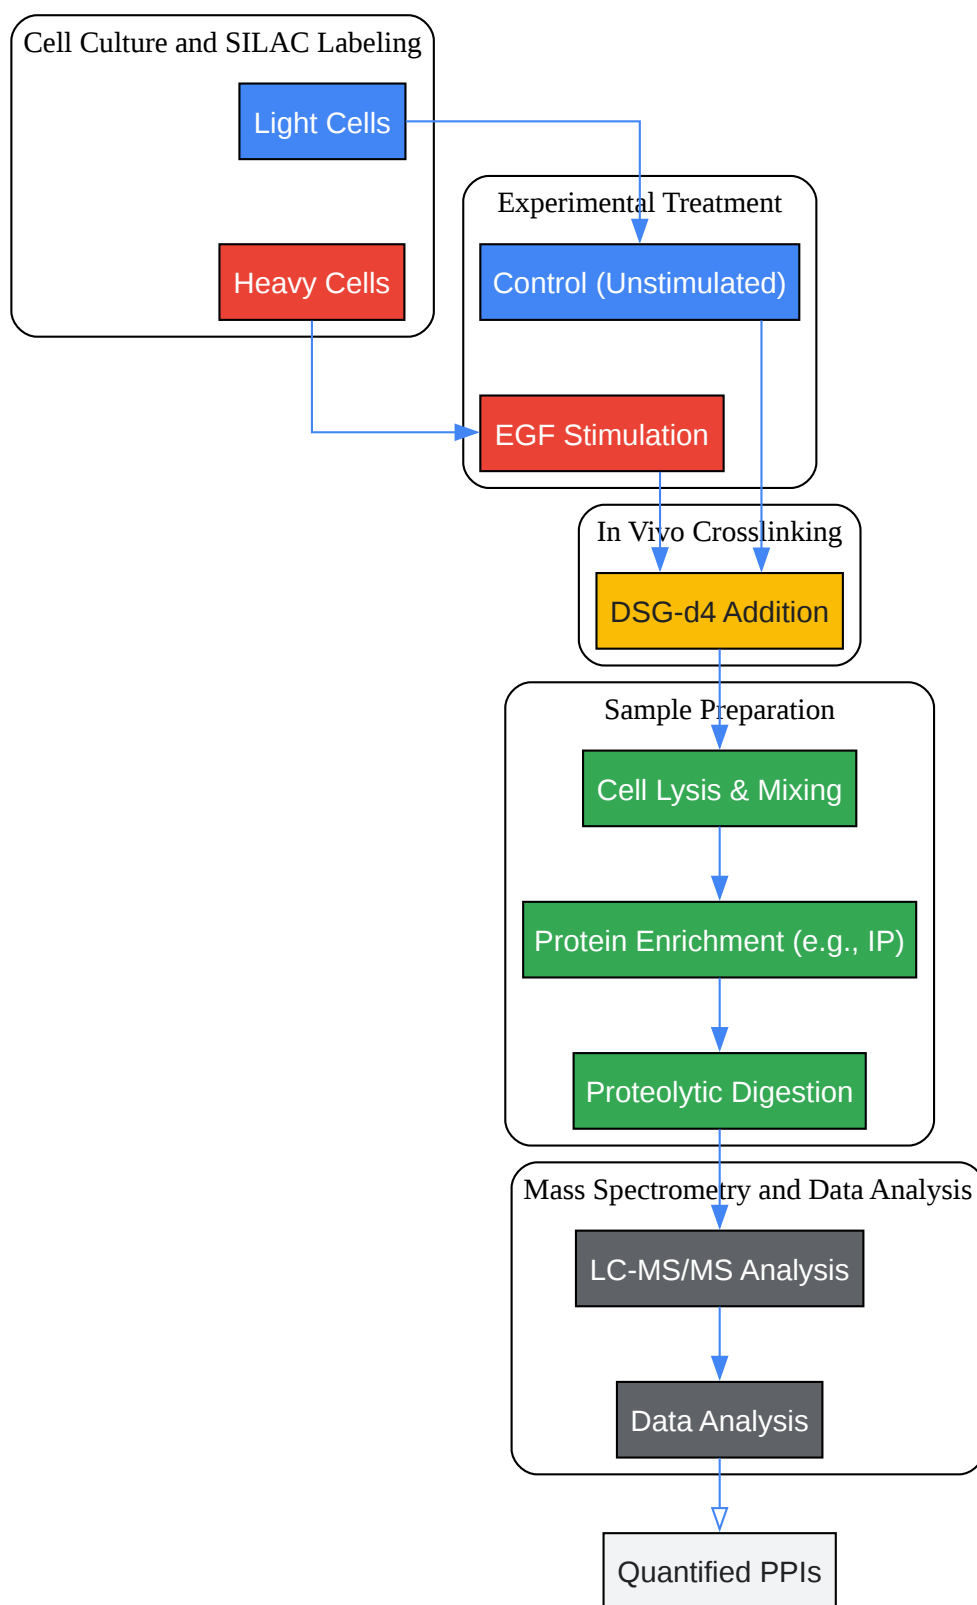 Cell Culture and SILAC Labeling
Light Cells
Heavy Cells
Experimental Treatment
Control (Unstimulated)
EGF Stimulation
In Vivo Crosslinking
DSG-d4 Addition
Sample Preparation
Cell Lysis & Mixing
Protein Enrichment (e.g., IP)
Proteolytic Digestion
Mass Spectrometry and Data Analysis
LC-MS/MS Analysis
Data Analysis
Quantified PPIs